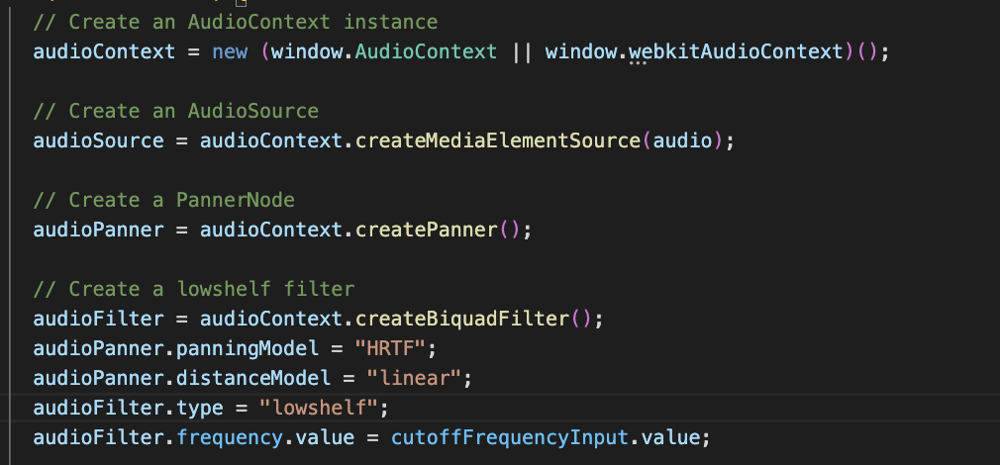 // Create an AudioContext instance
audioContext = new (window.AudioContext || window.webkitAudioContext)();
// Create an AudioSource
audioSource = audioContext.createMediaElementSource(audio);
// Create a PannerNode
audioPanner = audioContext.createPanner();
// Create a lowshelf filter
audioFilter = audioContext.createBiquadFilter();
audioPanner.panningModel = "HRTF";
audioPanner.distanceModel = "linear";
audioFilter.type = "lowshelf";
audioFilter.frequency.value = cutoffFrequencyInput.value;